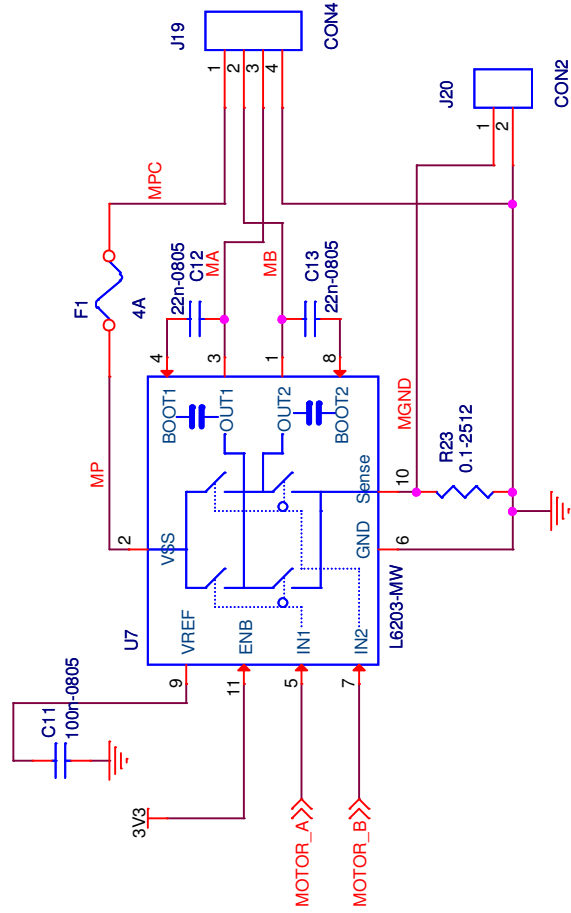 J19
CON4
1
2
3
4
J20
CON2
1
2
MPC
F1
4A
MP
22n-0805
C12
MA
MB
C13
22n-0805
4
3
1
8
BOOT1
OUT1
OUT2
BOOT2
MGND
R23
0.1-2512
2
VSS
Sense
10
GND
6
U7
L6203-MW
VREF
ENB
IN1
IN2
9
11
5
7
C11
100n-0805
3V3
MOTOR_A
MOTOR_B